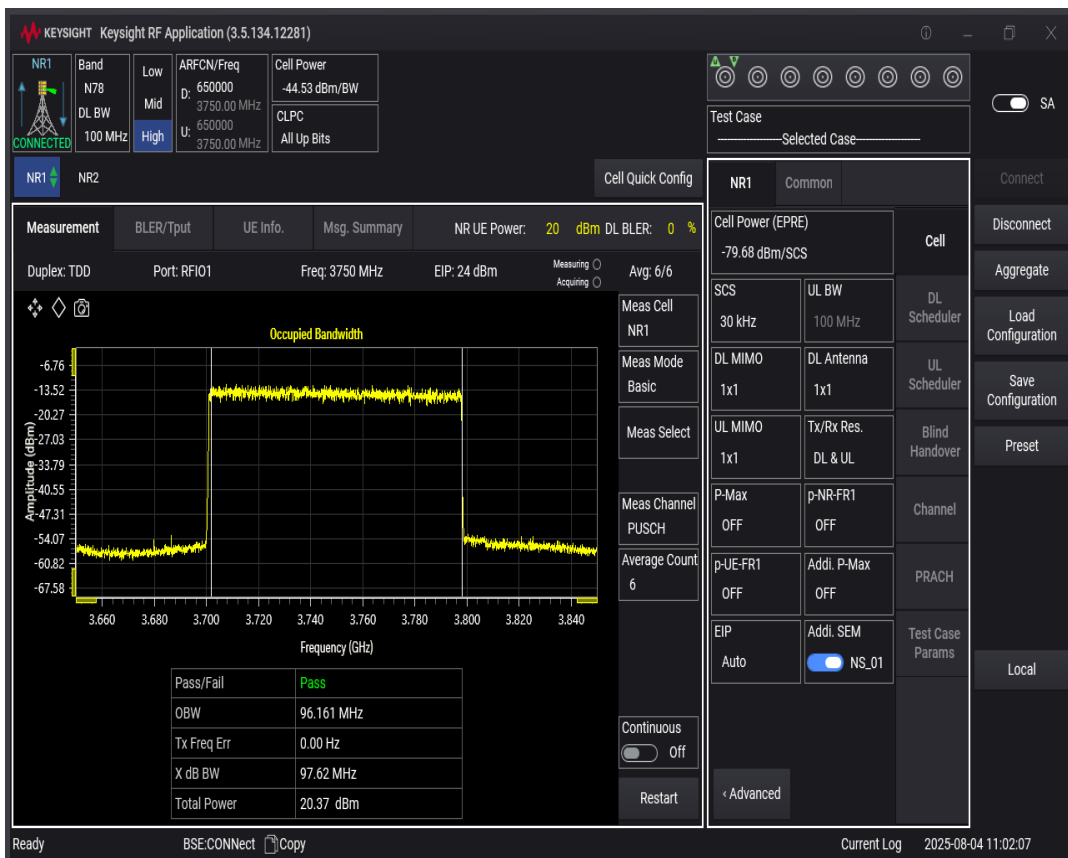 KEYSIGHT Keysight RF Application (3.5.134.12281)
NR1
CONNECTED
Band
N78
DL BW
100 MHz
Low
Mid
High
ARFCN/Freq
D: 650000
3750.00 MHz
U: 650000
3750.00 MHz
Cell Power
-44.53 dBm/BW
CLPC
All Up Bits
Test Case
Selected Case
SA
NR1
NR2
Cell Quick Config
Measurement
BLER/Tput
UE Info.
Msg. Summary
NR UE Power: 20 dBm DL BLER: 0 %
Duplex: TDD
Port: RFIO1
Freq: 3750 MHz
EIP: 24 dBm
Measuring
Acquiring
Avg: 6/6
Occupied Bandwidth
Amplitude (dBm)
-6.76
-13.52
-20.27
-27.03
-33.79
-40.55
-47.31
-54.07
-60.82
-67.58
3.660 3.680 3.700 3.720 3.740 3.760 3.780 3.800 3.820 3.840
Frequency (GHz)
Pass/Fail Pass
OBW 96.161 MHz
Tx Freq Err 0.00 Hz
X dB BW 97.62 MHz
Total Power 20.37 dBm
Meas Cell
NR1
Meas Mode
Basic
Meas Select
Meas Channel
PUSCH
Average Count
6
Continuous
Off
Restart
NR1
Common
Cell Power (EPRE)
-79.68 dBm/SCS
SCS
30 kHz
UL BW
100 MHz
DL MIMO
1x1
DL Antenna
1x1
UL MIMO
1x1
Tx/Rx Res.
DL & UL
P-Max
OFF
p-NR-FR1
OFF
p-UE-FR1
OFF
Addi. P-Max
OFF
EIP
Auto
Addi. SEM
NS_01
‹ Advanced
Cell
DL
Scheduler
UL
Scheduler
Blind
Handover
Channel
PRACH
Test Case
Params
Connect
Disconnect
Aggregate
Load
Configuration
Save
Configuration
Preset
Local
Ready
BSE:CONNect
Copy
Current Log
2025-08-04 11:02:07